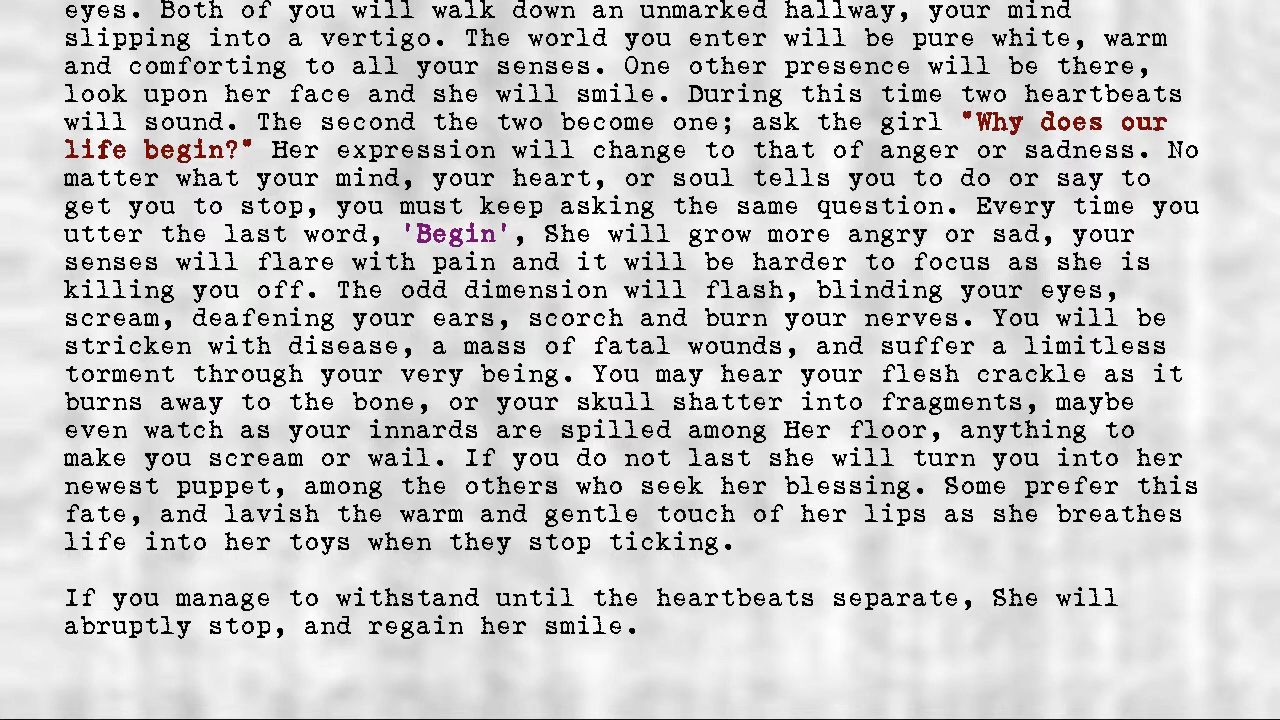 eyes. Both of you will walk down an unmarked hallway, your mind
slipping into a vertigo. The world you enter will be pure white, warm
and comforting to all your senses. One other presence will be there,
look upon her face and she will smile. During this time two heartbeats
will sound. The second the two become one; ask the girl "Why does our
life begin?" Her expression will change to that of anger or sadness. No
matter what your mind, your heart, or soul tells you to do or say to
get you to stop, you must keep asking the same question. Every time you
utter the last word, 'Begin', She will grow more angry or sad, your
senses will flare with pain and it will be harder to focus as she is
killing you off. The odd dimension will flash, blinding your eyes,
scream, deafening your ears, scorch and burn your nerves. You will be
stricken with disease, a mass of fatal wounds, and suffer a limitless
torment through your very being. You may hear your flesh crackle as it
burns away to the bone, or your skull shatter into fragments, maybe
even watch as your innards are spilled among Her floor, anything to
make you scream or wail. If you do not last she will turn you into her
newest puppet, among the others who seek her blessing. Some prefer this
fate, and lavish the warm and gentle touch of her lips as she breathes
life into her toys when they stop ticking.

If you manage to withstand until the heartbeats separate, She will
abruptly stop, and regain her smile.